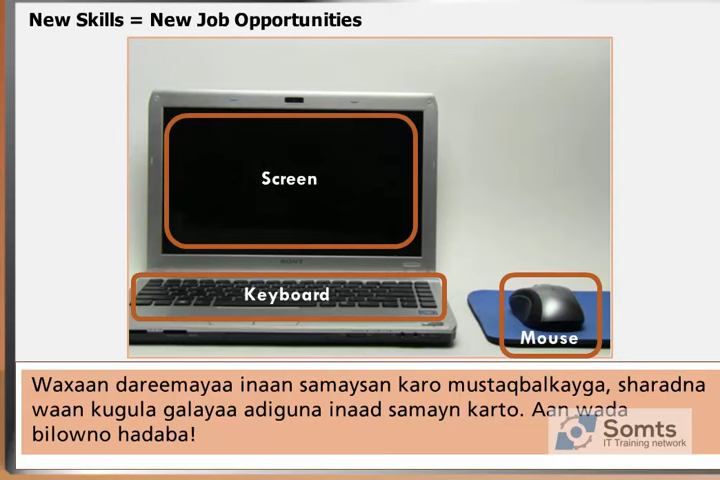 New Skills = New Job Opportunities
Screen
SONY
Keyboard
Mouse
Waxaan dareemayaa inaan samaysan karo mustaqbalkayga, sharadna
waan kugula galayaa adiguna inaad samayn karto. Aan wada
bilowno hadaba!
Somts
IT Training network